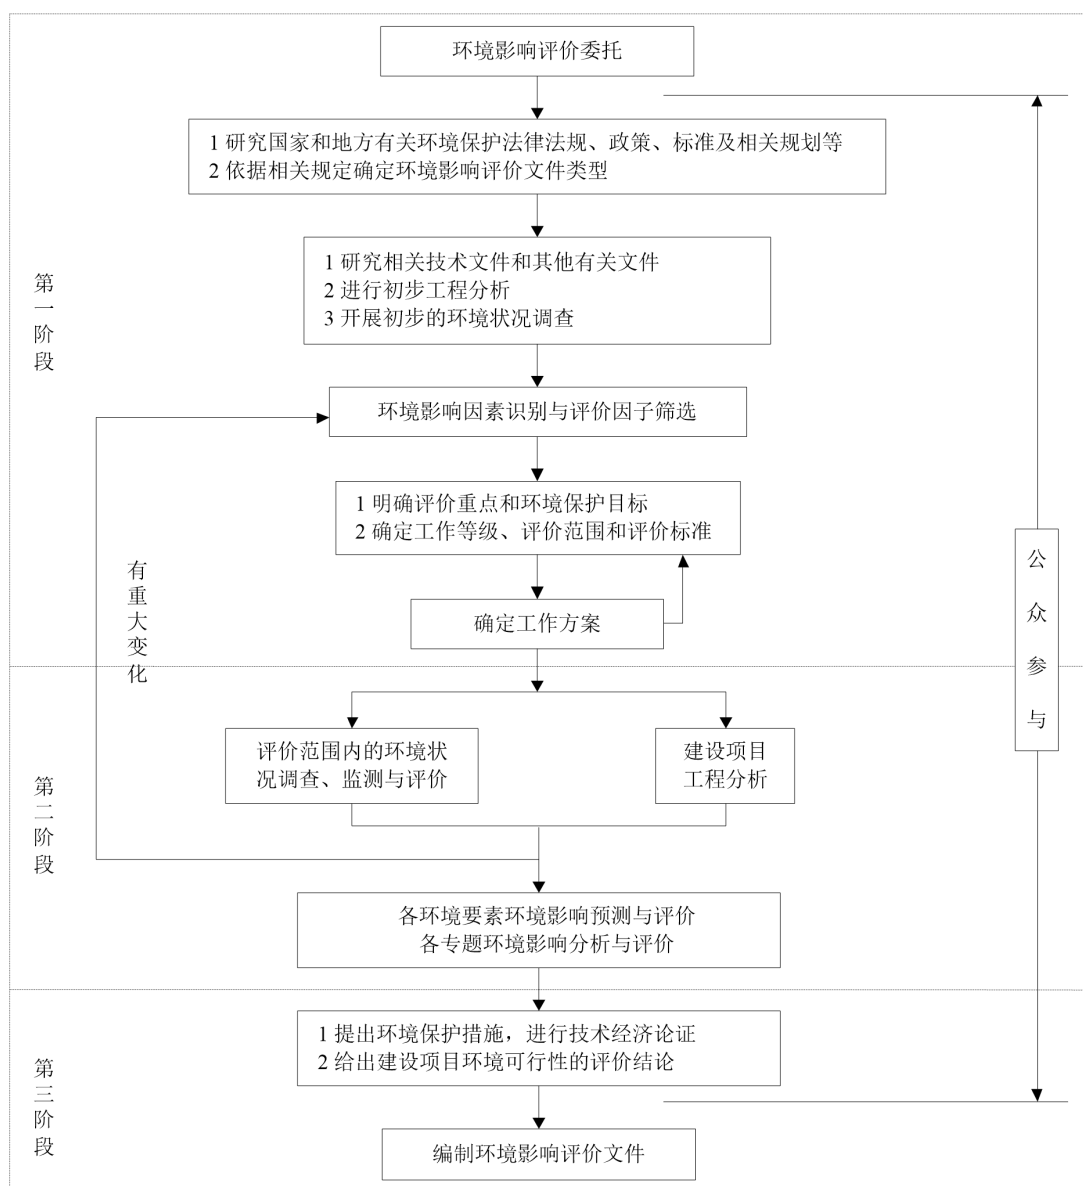 环境影响评价委托
1 研究国家和地方有关环境保护法律法规、政策、标准及相关规划等
2 依据相关规定确定环境影响评价文件类型
1 研究相关技术文件和其他有关文件
2 进行初步工程分析
3 开展初步的环境状况调查
第一阶段
环境影响因素识别与评价因子筛选
1 明确评价重点和环境保护目标
2 确定工作等级、评价范围和评价标准
有重大变化
确定工作方案
公众参与
评价范围内的环境状
况调查、监测与评价
建设项目
工程分析
第二阶段
各环境要素环境影响预测与评价
各专题环境影响分析与评价
1 提出环境保护措施，进行技术经济论证
2 给出建设项目环境可行性的评价结论
第三阶段
编制环境影响评价文件